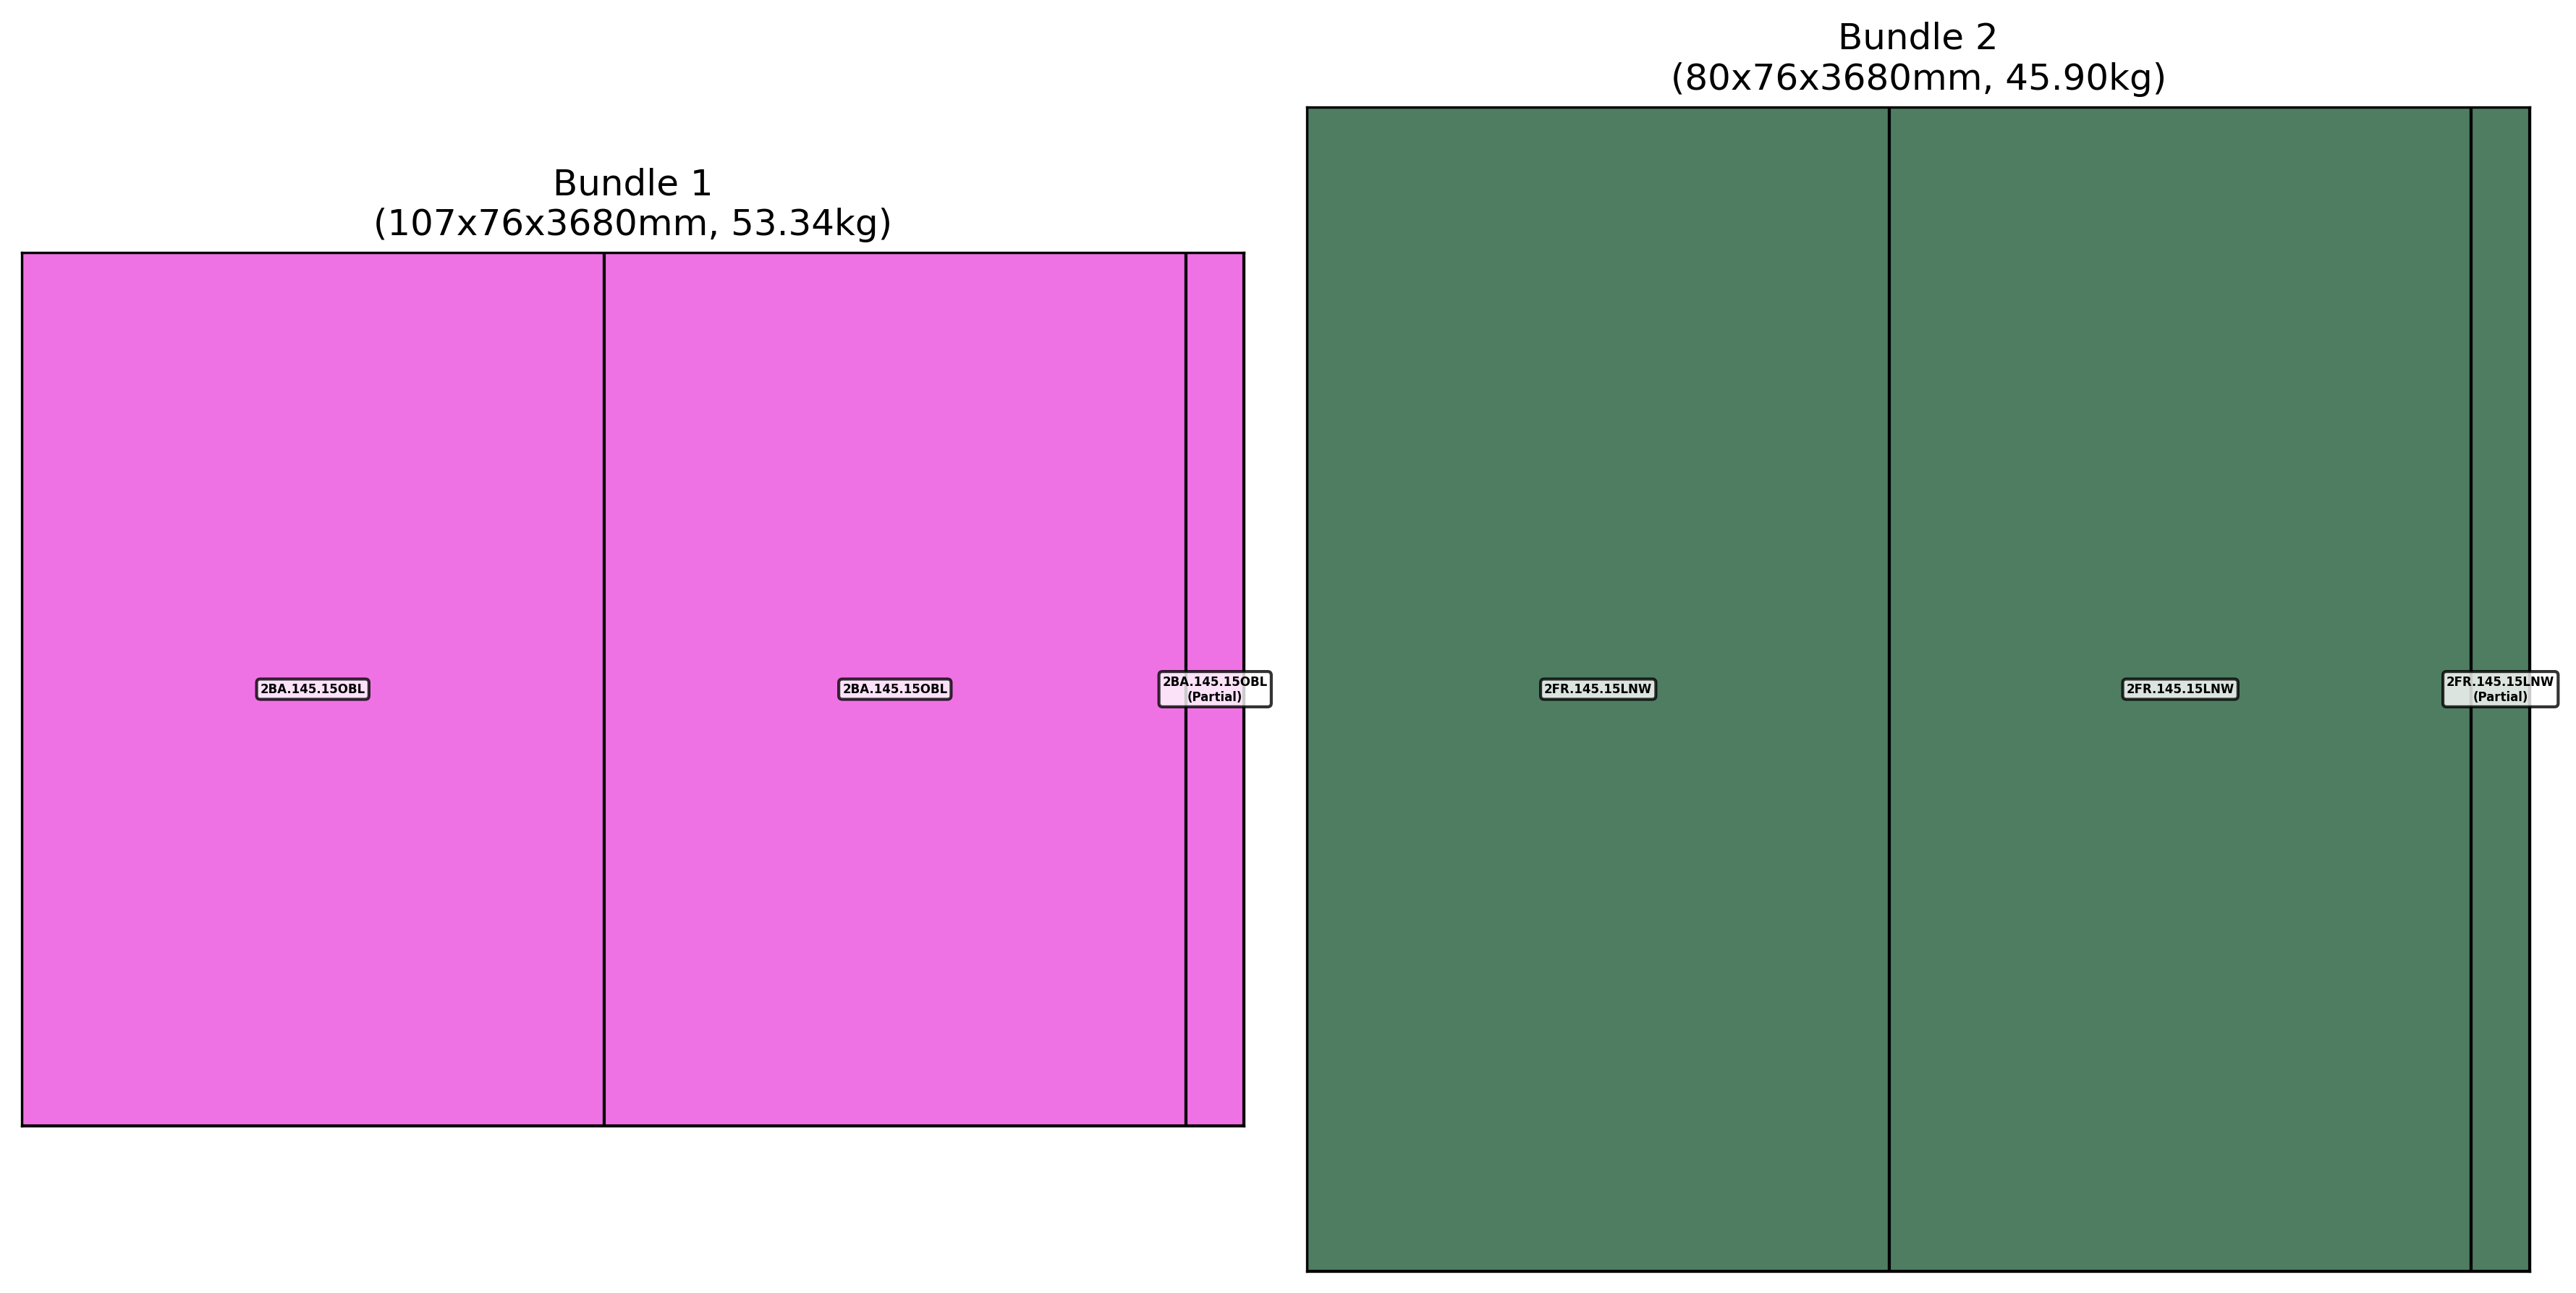 Bundle 1
(107x76x3680mm, 53.34kg)
2BA.145.15OBL
2BA.145.15OBL
2BA.145.15OBL
(Partial)
Bundle 2
(80x76x3680mm, 45.90kg)
2FR.145.15LNW
2FR.145.15LNW
2FR.145.15LNW
(Partial)